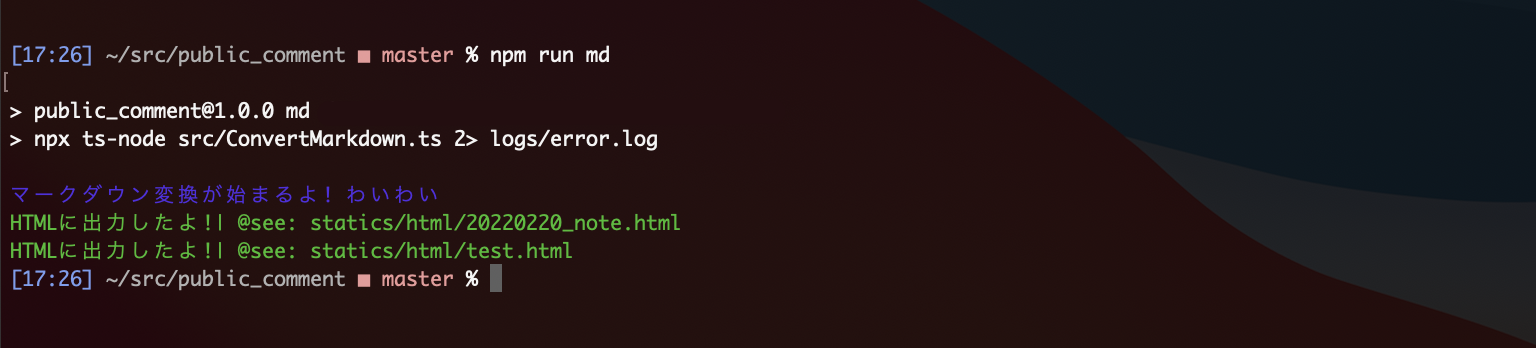 [17:26] ~/src/public_comment ■ master % npm run md
[
> public_comment@1.0.0 md
> npx ts-node src/ConvertMarkdown.ts 2> logs/error.log
マークダウン変換が始まるよ！わいわい
HTMLに出力したよ!| @see: statics/html/20220220_note.html
HTMLに出力したよ!| @see: statics/html/test.html
[17:26] ~/src/public_comment ■ master %